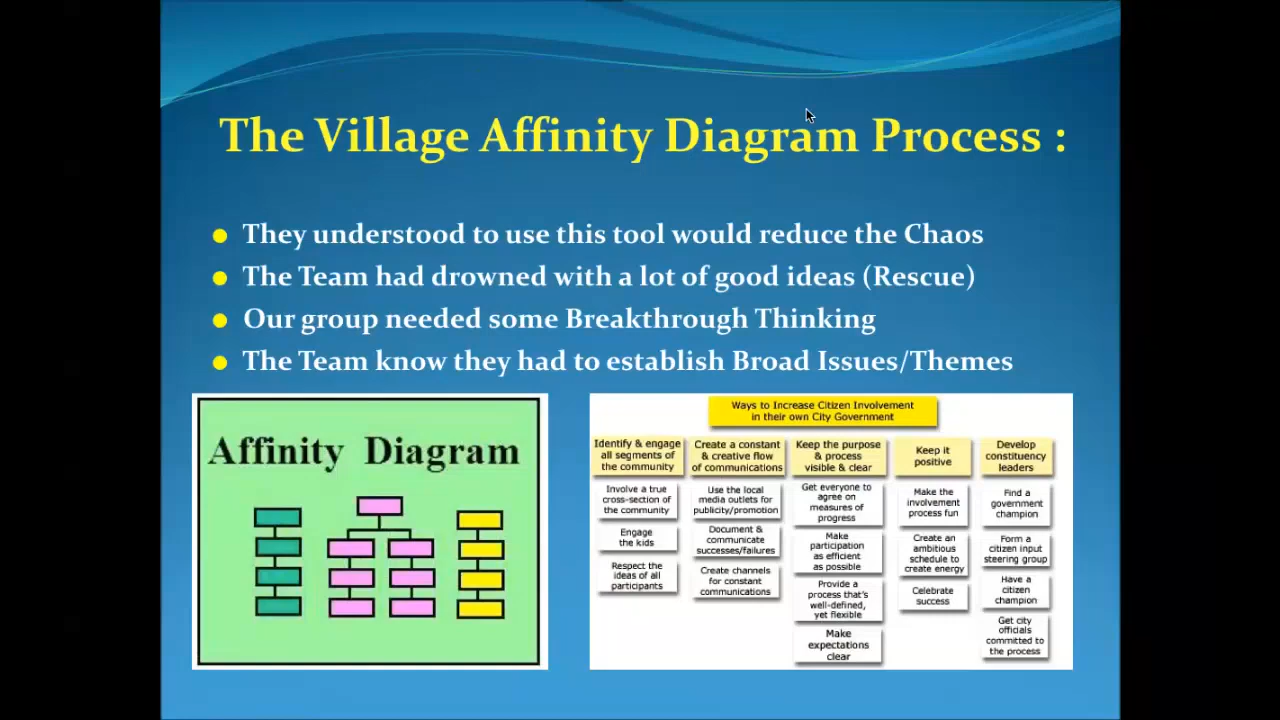 The Village Affinity Diagram Process :
They understood to use this tool would reduce the Chaos
The Team had drowned with a lot of good ideas (Rescue)
Our group needed some Breakthrough Thinking
The Team know they had to establish Broad Issues/Themes
Affinity Diagram
Ways to Increase Citizen Involvement
in their own City Government
Identify & engage
all segments of
the community
Involve a true
cross-section of
the community
Engage
the kids
Respect the
ideas of all
participants
Create a constant
& creative flow
of communications
Use the local
media outlets for
publicity/promotion
Document &
communicate
successes/failures
Create channels
for constant
communications
Keep the purpose
& process
visible & clear
Get everyone to
agree on
measures of
progress
Make
participation
as efficient
as possible
Provide a
process that's
well-defined,
yet flexible
Make
expectations
clear
Keep it
positive
Make the
involvement
process fun
Create an
ambitious
schedule to
create energy
Celebrate
success
Develop
constituency
leaders
Find a
government
champion
Form a
citizen input
steering group
Have a
citizen
champion
Get city
officials
committed to
the process